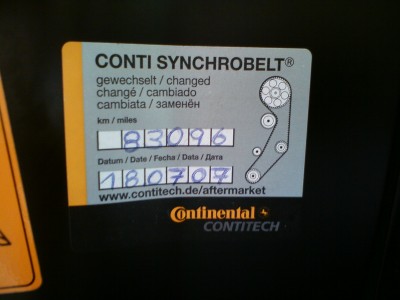 CONTI SYNCHROBELT®
gewechselt / changed
changé / cambiado
cambiata / заменён
km / miles
83096
Datum / Date / Fecha / Data / Дата
180707
www.contitech.de/aftermarket
Continental
CONTITECH